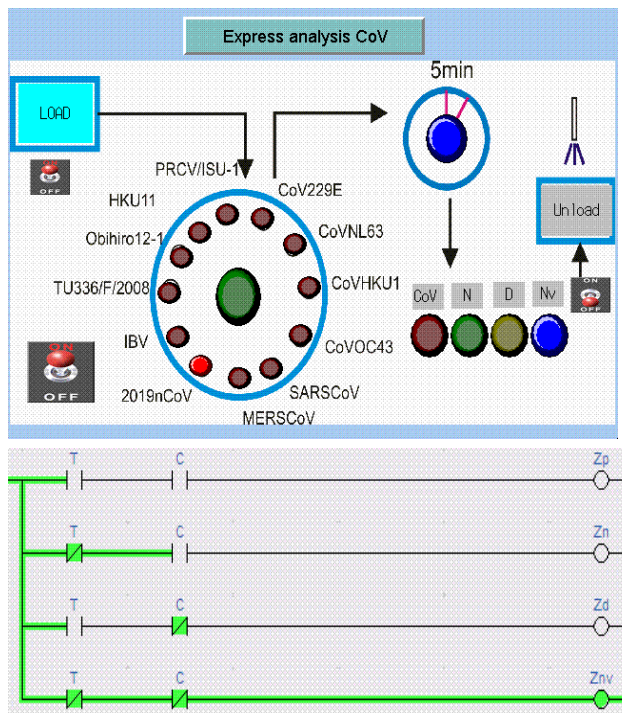 Express analysis CoV
5min
LOAD
OFF
PRCV/ISU-1
HKU11
CoV229E
Obihiro12-1
CoVNL63
Unload
TU336/F/2008
CoVHKU1
CoV N D Nv
ON
OFF
IBV
CoVOC43
ON
OFF
2019nCoV
SARSCoV
MERSCoV
T C Zp
T C Zn
T C Zd
T C Znv